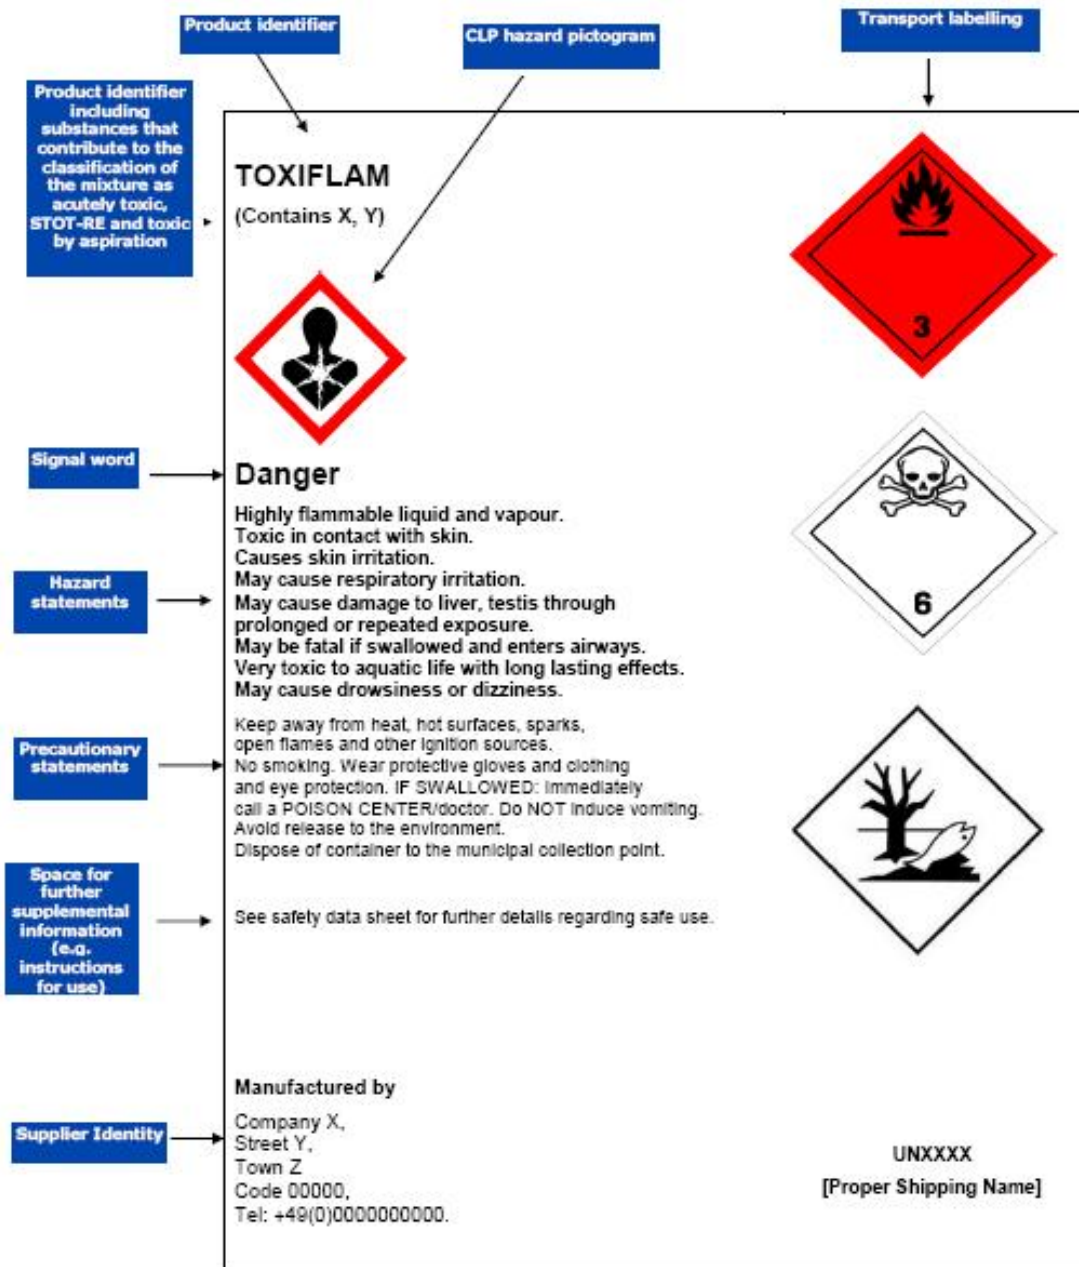 Product identifier
CLP hazard pictogram
Transport labelling
Product identifier
including
substances that
contribute to the
classification of
the mixture as
acutely toxic,
STOT-RE and toxic
by aspiration
TOXIFLAM
(Contains X, Y)
3
Signal word
Danger
Highly flammable liquid and vapour.
Toxic in contact with skin.
Causes skin irritation.
May cause respiratory irritation.
May cause damage to liver, testis through
prolonged or repeated exposure.
May be fatal if swallowed and enters airways.
Very toxic to aquatic life with long lasting effects.
May cause drowsiness or dizziness.
Hazard
statements
6
Precautionary
statements
Keep away from heat, hot surfaces, sparks,
open flames and other ignition sources.
No smoking. Wear protective gloves and clothing
and eye protection. IF SWALLOWED: Immediately
call a POISON CENTER/doctor. Do NOT induce vomiting.
Avoid release to the environment.
Dispose of container to the municipal collection point.
Space for
further
supplemental
information
(e.g.
instructions
for use)
See safety data sheet for further details regarding safe use.
Supplier Identity
Manufactured by
Company X,
Street Y,
Town Z
Code 00000,
Tel: +49(0)0000000000.
UNXXXX
[Proper Shipping Name]